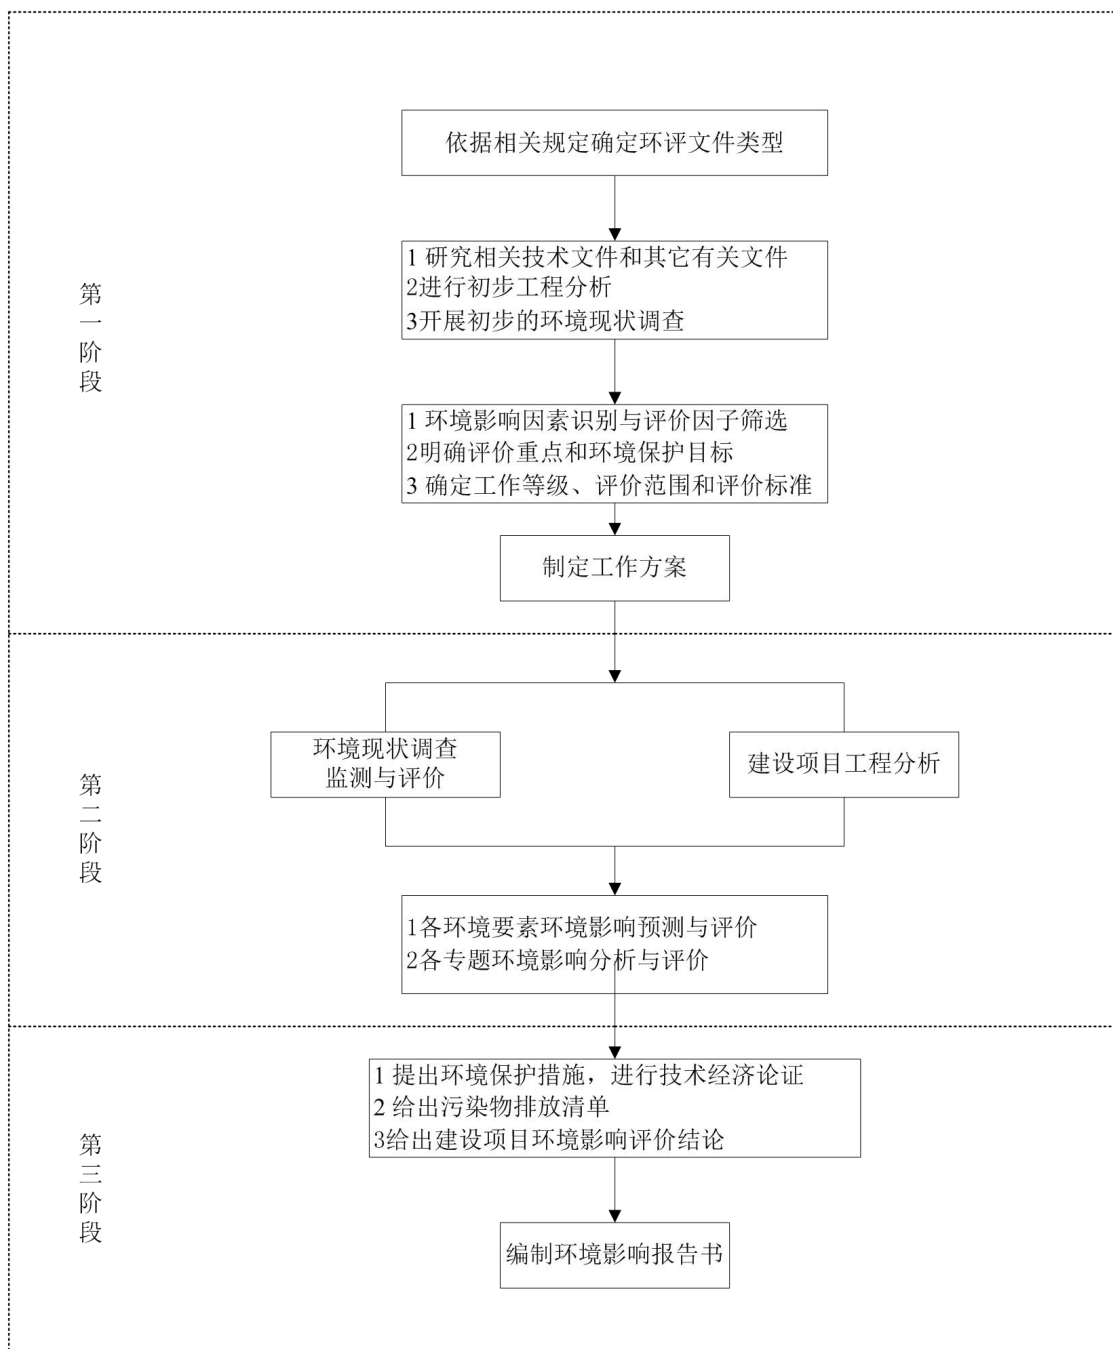 依据相关规定确定环评文件类型
1 研究相关技术文件和其它有关文件
2进行初步工程分析
3开展初步的环境现状调查
第一阶段
1 环境影响因素识别与评价因子筛选
2明确评价重点和环境保护目标
3 确定工作等级、评价范围和评价标准
制定工作方案
环境现状调查
监测与评价
建设项目工程分析
第二阶段
1各环境要素环境影响预测与评价
2各专题环境影响分析与评价
1 提出环境保护措施，进行技术经济论证
2 给出污染物排放清单
3给出建设项目环境影响评价结论
第三阶段
编制环境影响报告书